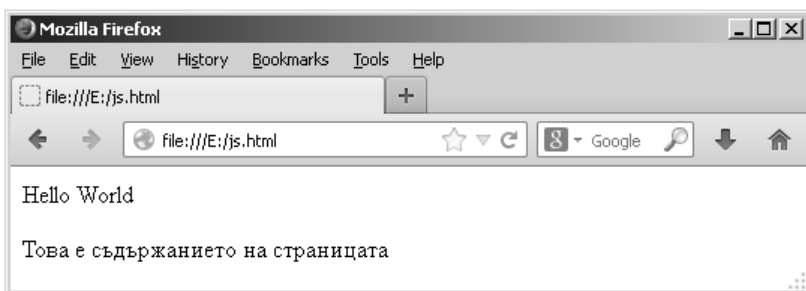 Mozilla Firefox
File Edit View History Bookmarks Tools Help
file:///E:/js.html
file:///E:/js.html Google
Hello World
Това е съдържанието на страницата